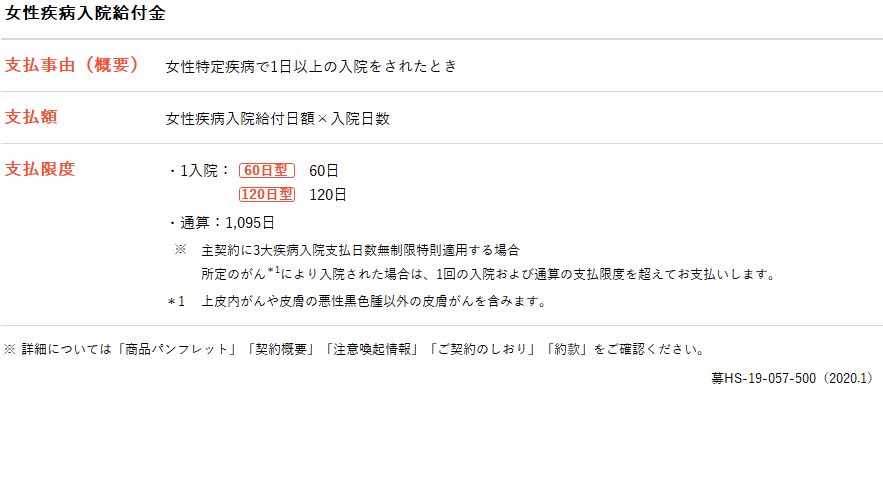 女性疾病入院給付金
支払事由（概要） 女性特定疾病で1日以上の入院をされたとき
支払額 女性疾病入院給付日額×入院日数
支払限度 ・1入院： 60日型 60日
120日型 120日
・通算：1,095日
※ 主契約に3大疾病入院支払日数無制限特則適用する場合
所定のがん*1により入院された場合は、1回の入院および通算の支払限度を超えてお支払いします。
＊1 上皮内がんや皮膚の悪性黒色腫以外の皮膚がんを含みます。
※ 詳細については「商品パンフレット」「契約概要」「注意喚起情報」「ご契約のしおり」「約款」をご確認ください。
募HS-19-057-500（2020.1）